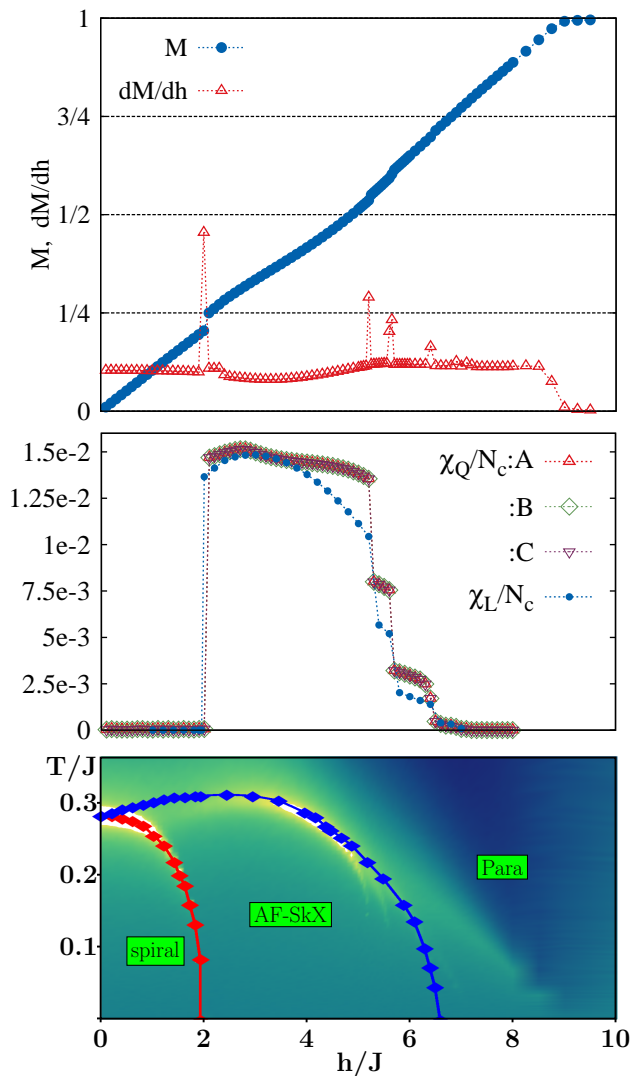 1
M
dM/dh
3/4
M, dM/dh
1/2
1/4
0
1.5e-2
χQ/Nc:A
1.25e-2
:B
1e-2
:C
7.5e-3
χL/Nc
5e-3
2.5e-3
0
T/J
0.3
0.2
Para
AF-SkX
0.1
spiral
0 2 4 6 8 10
h/J